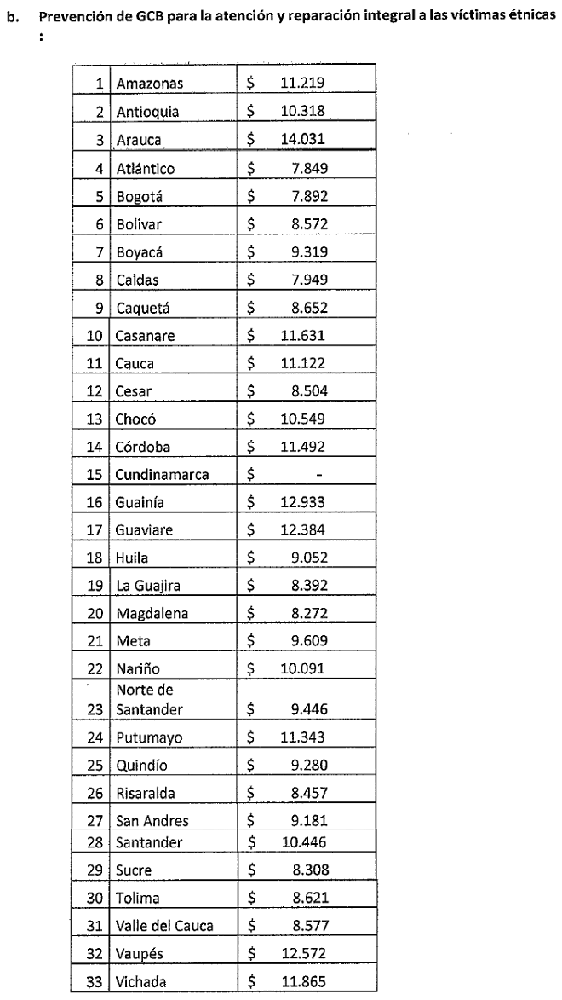 b. Prevención de GCB para la atención y reparación integral a las víctimas étnicas
:
1 Amazonas $ 11.219
2 Antioquia $ 10.318
3 Arauca $ 14.031
4 Atlántico $ 7.849
5 Bogotá $ 7.892
6 Bolivar $ 8.572
7 Boyacá $ 9.319
8 Caldas $ 7.949
9 Caquetá $ 8.652
10 Casanare $ 11.631
11 Cauca $ 11.122
12 Cesar $ 8.504
13 Chocó $ 10.549
14 Córdoba $ 11.492
15 Cundinamarca $ -
16 Guainía $ 12.933
17 Guaviare $ 12.384
18 Huila $ 9.052
19 La Guajira $ 8.392
20 Magdalena $ 8.272
21 Meta $ 9.609
22 Nariño $ 10.091
Norte de
23 Santander $ 9.446
24 Putumayo $ 11.343
25 Quindío $ 9.280
26 Risaralda $ 8.457
27 San Andres $ 9.181
28 Santander $ 10.446
29 Sucre $ 8.308
30 Tolima $ 8.621
31 Valle del Cauca $ 8.577
32 Vaupés $ 12.572
33 Vichada $ 11.865